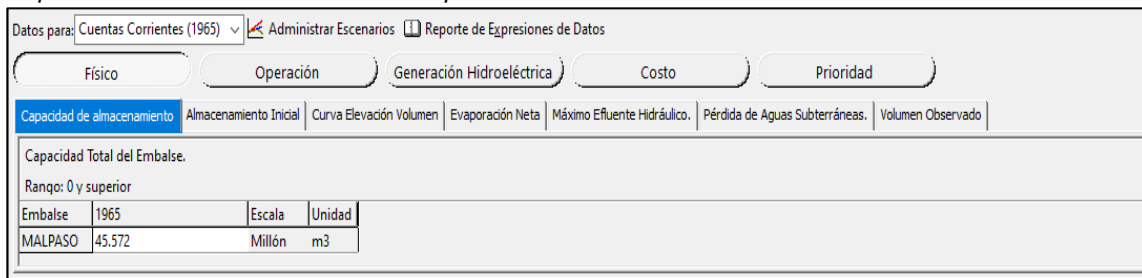 Datos para: Cuentas Corrientes (1965) Administrar Escenarios Reporte de Expresiones de Datos
Físico Operación Generación Hidroeléctrica Costo Prioridad
Capacidad de almacenamiento Almacenamiento Inicial Curva Elevación Volumen Evaporación Neta Máximo Efluente Hidráulico. Pérdida de Aguas Subterráneas. Volumen Observado
Capacidad Total del Embalse.
Rango: 0 y superior
Embalse 1965 Escala Unidad
MALPASO 45.572 Millón m3